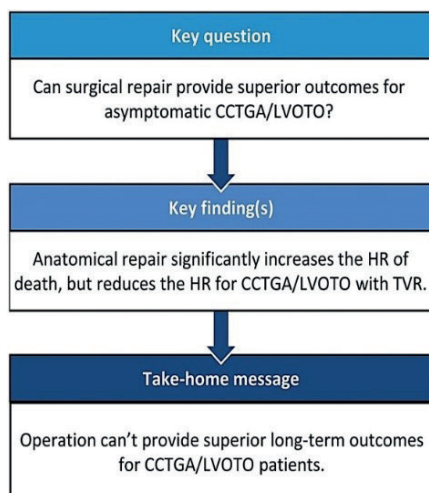 Key question
Can surgical repair provide superior outcomes for
asymptomatic CCTGA/LVOTO?
Key finding(s)
Anatomical repair significantly increases the HR of
death, but reduces the HR for CCTGA/LVOTO with TVR.
Take-home message
Operation can’t provide superior long-term outcomes
for CCTGA/LVOTO patients.